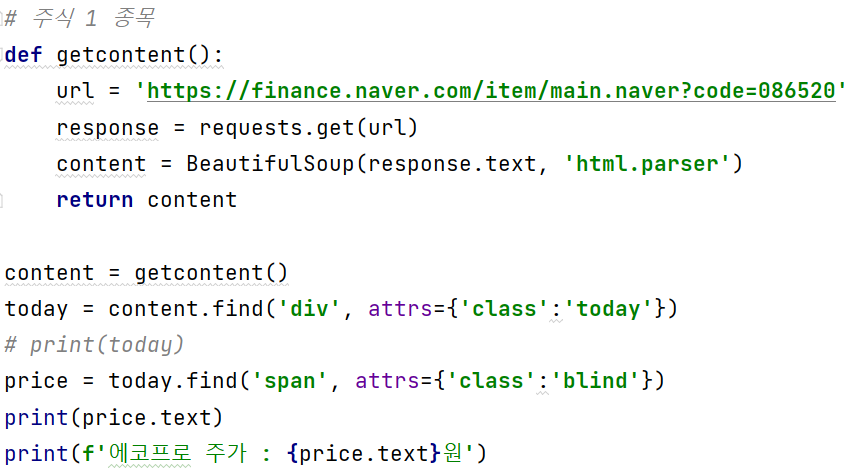 # 주식 1 종목
def getcontent():
    url = 'https://finance.naver.com/item/main.naver?code=086520'
    response = requests.get(url)
    content = BeautifulSoup(response.text, 'html.parser')
    return content

content = getcontent()
today = content.find('div', attrs={'class':'today'})
# print(today)
price = today.find('span', attrs={'class':'blind'})
print(price.text)
print(f'에코프로 주가 : {price.text}원')